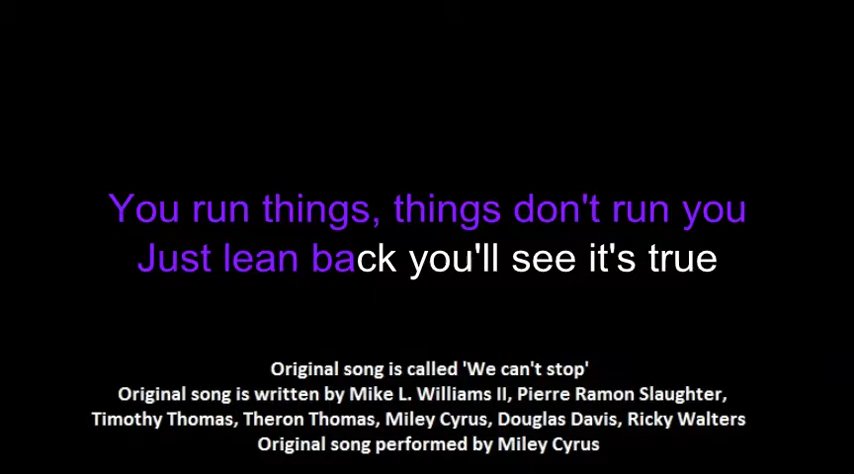 You run things, things don't run you
Just lean back you'll see it's true
Original song is called 'We can't stop'
Original song is written by Mike L. Williams II, Pierre Ramon Slaughter,
Timothy Thomas, Theron Thomas, Miley Cyrus, Douglas Davis, Ricky Walters
Original song performed by Miley Cyrus